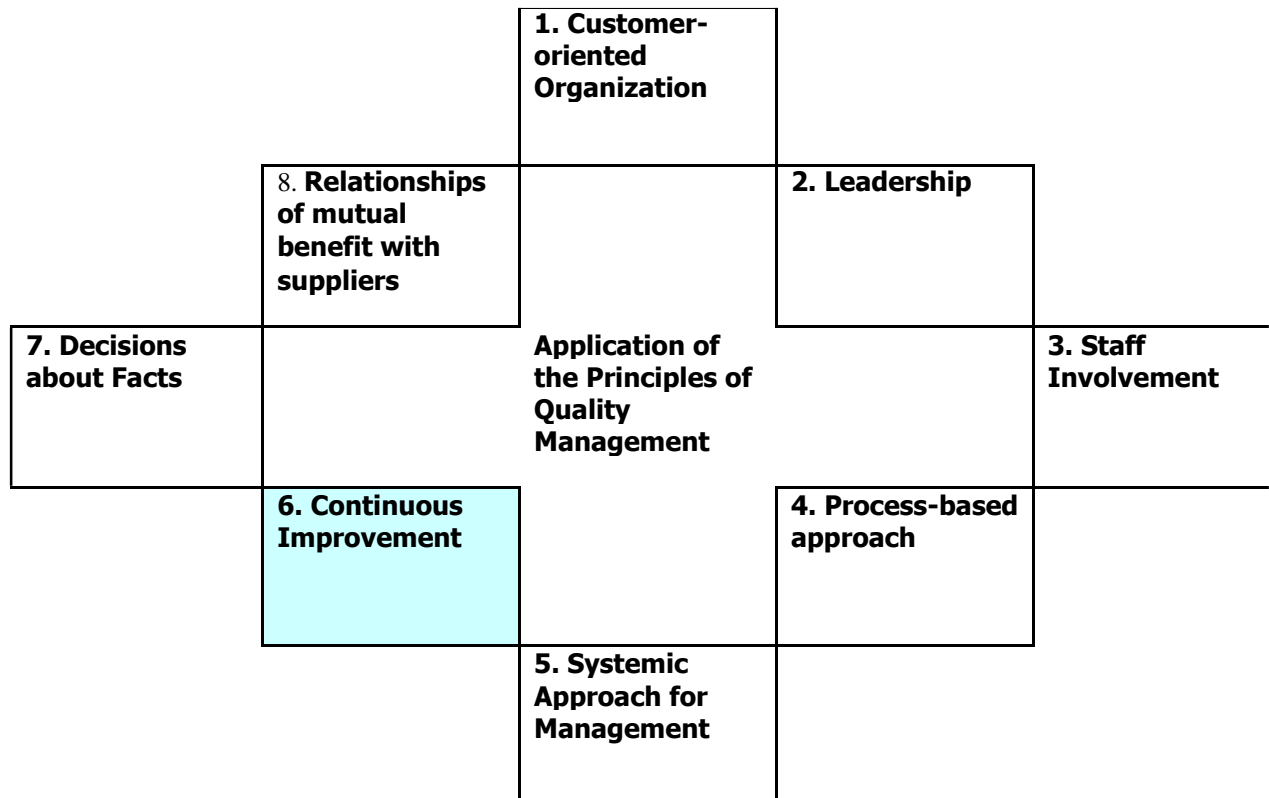 1. Customer-
oriented
Organization
8. Relationships
of mutual
benefit with
suppliers
2. Leadership
7. Decisions
about Facts
Application of
the Principles of
Quality
Management
3. Staff
Involvement
6. Continuous
Improvement
4. Process-based
approach
5. Systemic
Approach for
Management